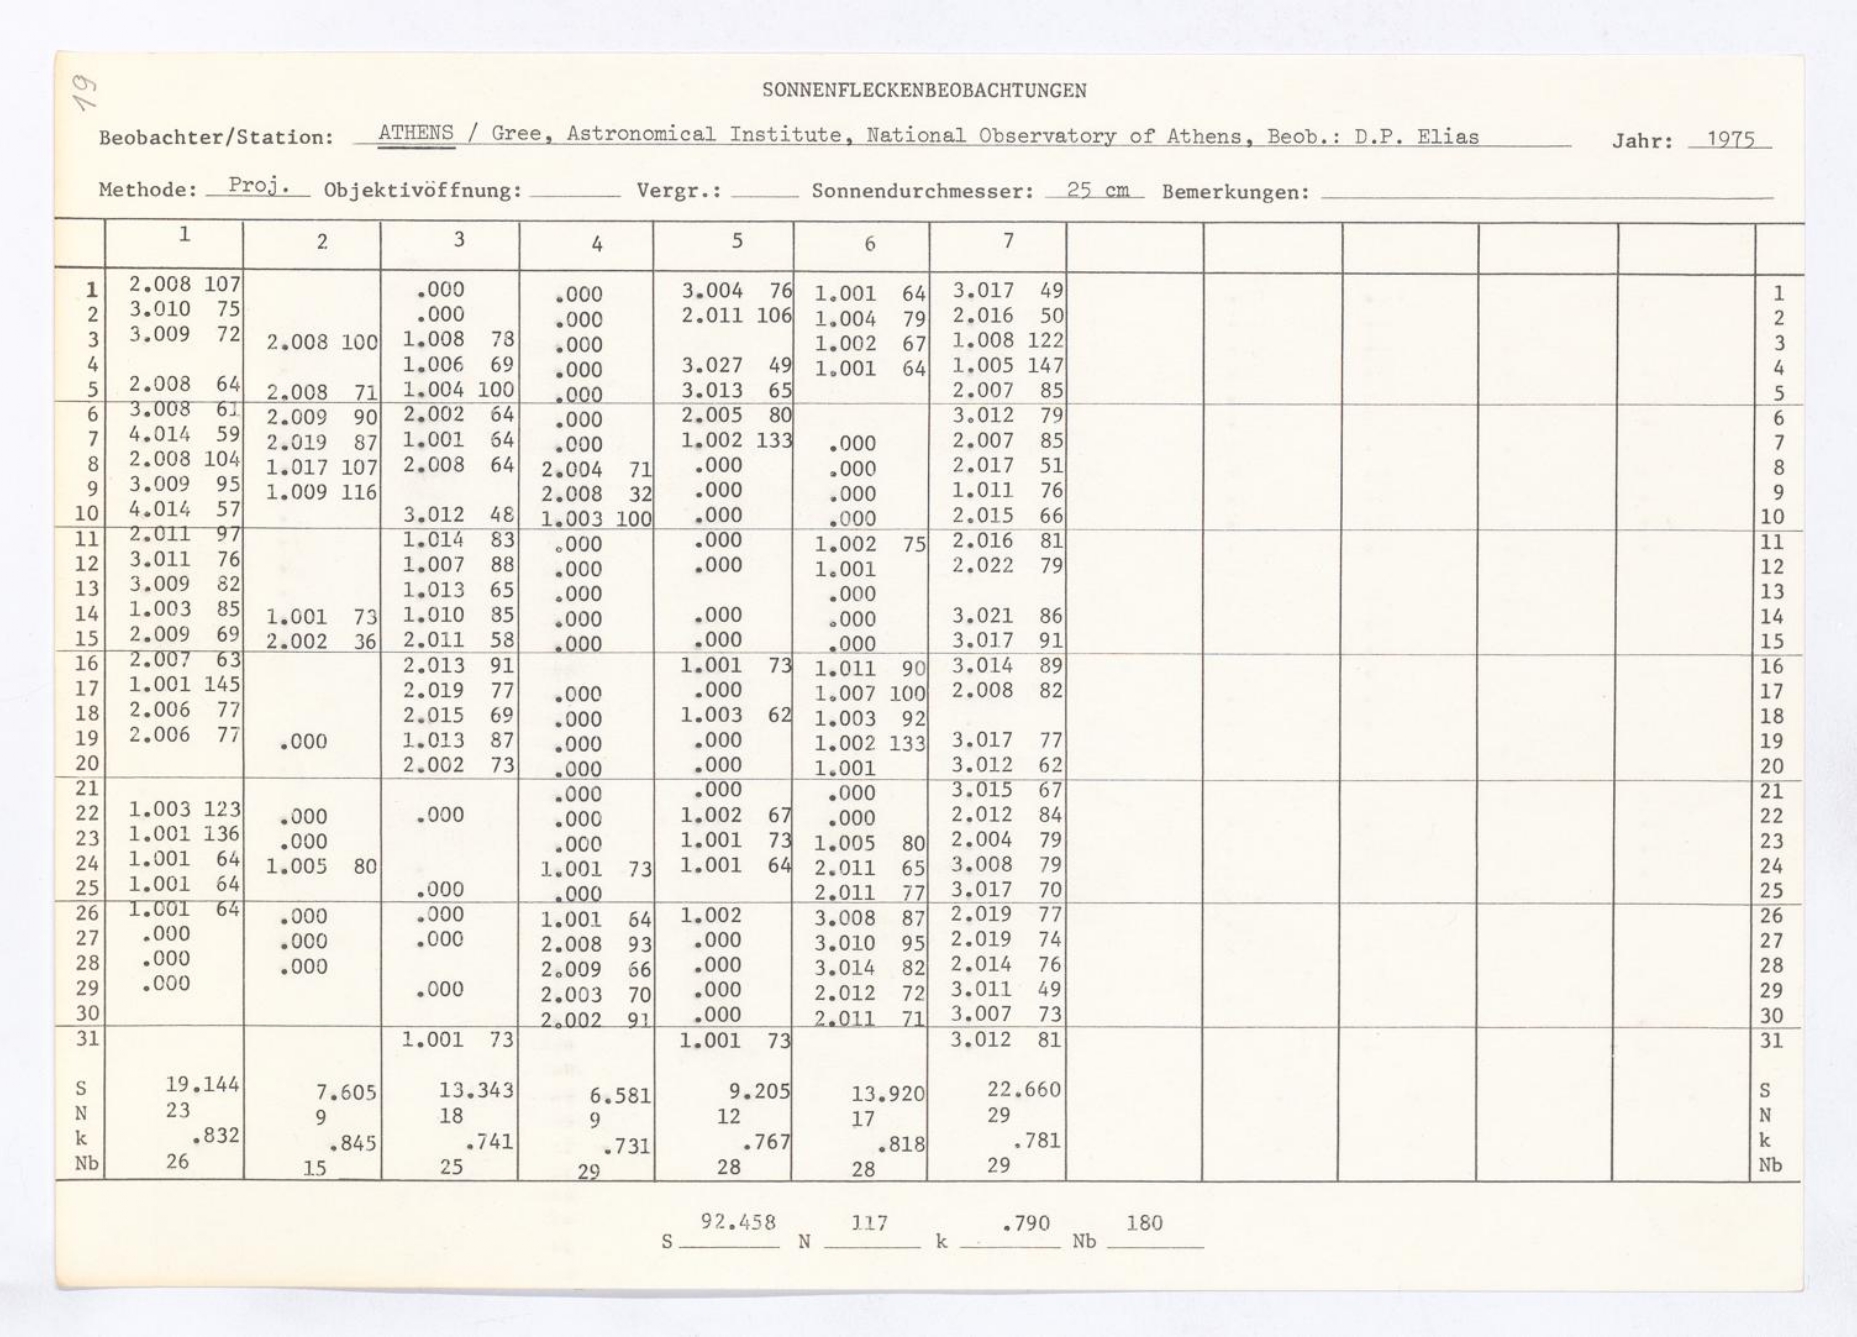 19
SONNENFLECKENBEOBACHTUNGEN
Beobachter/Station: ATHENS / Gree, Astronomical Institute, National Observatory of Athens, Beob.: D.P. Elias Jahr: 1975
Methode: Proj. Objektivöffnung: Vergr.: Sonnendurchmesser: 25 cm Bemerkungen:
1 2 3 4 5 6 7
1 2.008 107 .000 .000 3.004 76 1.001 64 3.017 49 1
2 3.010 75 .000 .000 2.011 106 1.004 79 2.016 50 2
3 3.009 72 2.008 100 1.008 78 .000 1.002 67 1.008 122 3
4 1.006 69 .000 3.027 49 1.001 64 1.005 147 4
5 2.008 64 2.008 71 1.004 100 .000 3.013 65 2.007 85 5
6 3.008 61 2.009 90 2.002 64 .000 2.005 80 3.012 79 6
7 4.014 59 2.019 87 1.001 64 .000 1.002 133 .000 2.007 85 7
8 2.008 104 1.017 107 2.008 64 2.004 71 .000 .000 2.017 51 8
9 3.009 95 1.009 116 2.008 32 .000 .000 1.011 76 9
10 4.014 57 3.012 48 1.003 100 .000 .000 2.015 66 10
11 2.011 97 1.014 83 .000 .000 1.002 75 2.016 81 11
12 3.011 76 1.007 88 .000 .000 1.001 2.022 79 12
13 3.009 82 1.013 65 .000 .000 13
14 1.003 85 1.001 73 1.010 85 .000 .000 .000 3.021 86 14
15 2.009 69 2.002 36 2.011 58 .000 .000 .000 3.017 91 15
16 2.007 63 2.013 91 1.001 73 1.011 90 3.014 89 16
17 1.001 145 2.019 77 .000 .000 1.007 100 2.008 82 17
18 2.006 77 2.015 69 .000 1.003 62 1.003 92 18
19 2.006 77 .000 1.013 87 .000 .000 1.002 133 3.017 77 19
20 2.002 73 .000 .000 1.001 3.012 62 20
21 .000 .000 .000 3.015 67 21
22 1.003 123 .000 .000 .000 1.002 67 .000 2.012 84 22
23 1.001 136 .000 .000 1.001 73 1.005 80 2.004 79 23
24 1.001 64 1.005 80 1.001 73 1.001 64 2.011 65 3.008 79 24
25 1.001 64 .000 .000 2.011 77 3.017 70 25
26 1.001 64 .000 .000 1.001 64 1.002 3.008 87 2.019 77 26
27 .000 .000 .000 2.008 93 .000 3.010 95 2.019 74 27
28 .000 .000 2.009 66 .000 3.014 82 2.014 76 28
29 .000 .000 2.003 70 .000 2.012 72 3.011 49 29
30 2.002 91 .000 2.011 71 3.007 73 30
31 1.001 73 1.001 73 3.012 81 31
S 19.144 7.605 13.343 6.581 9.205 13.920 22.660 S
N 23 9 18 9 12 17 29 N
k .832 .845 .741 .731 .767 .818 .781 k
Nb 26 15 25 29 28 28 29 Nb
S 92.458 N 117 k .790 Nb 180